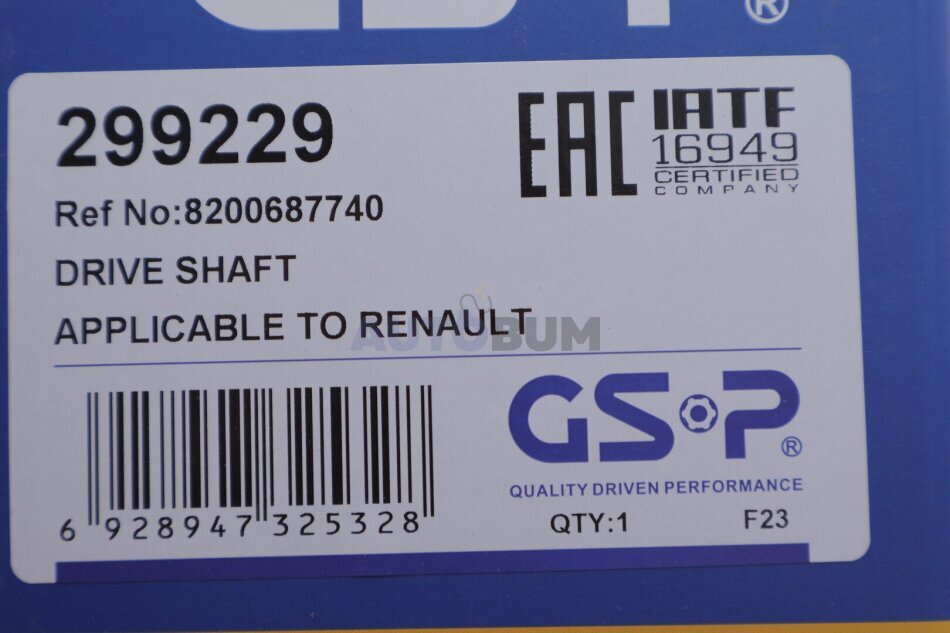 ®
299229
EAC
IATF
16949
CERTIFIED
COMPANY
Ref No:8200687740
DRIVE SHAFT
APPLICABLE TO RENAULT
AUTOBUM
GSP®
QUALITY DRIVEN PERFORMANCE
QTY:1 F23
6 928947 325328